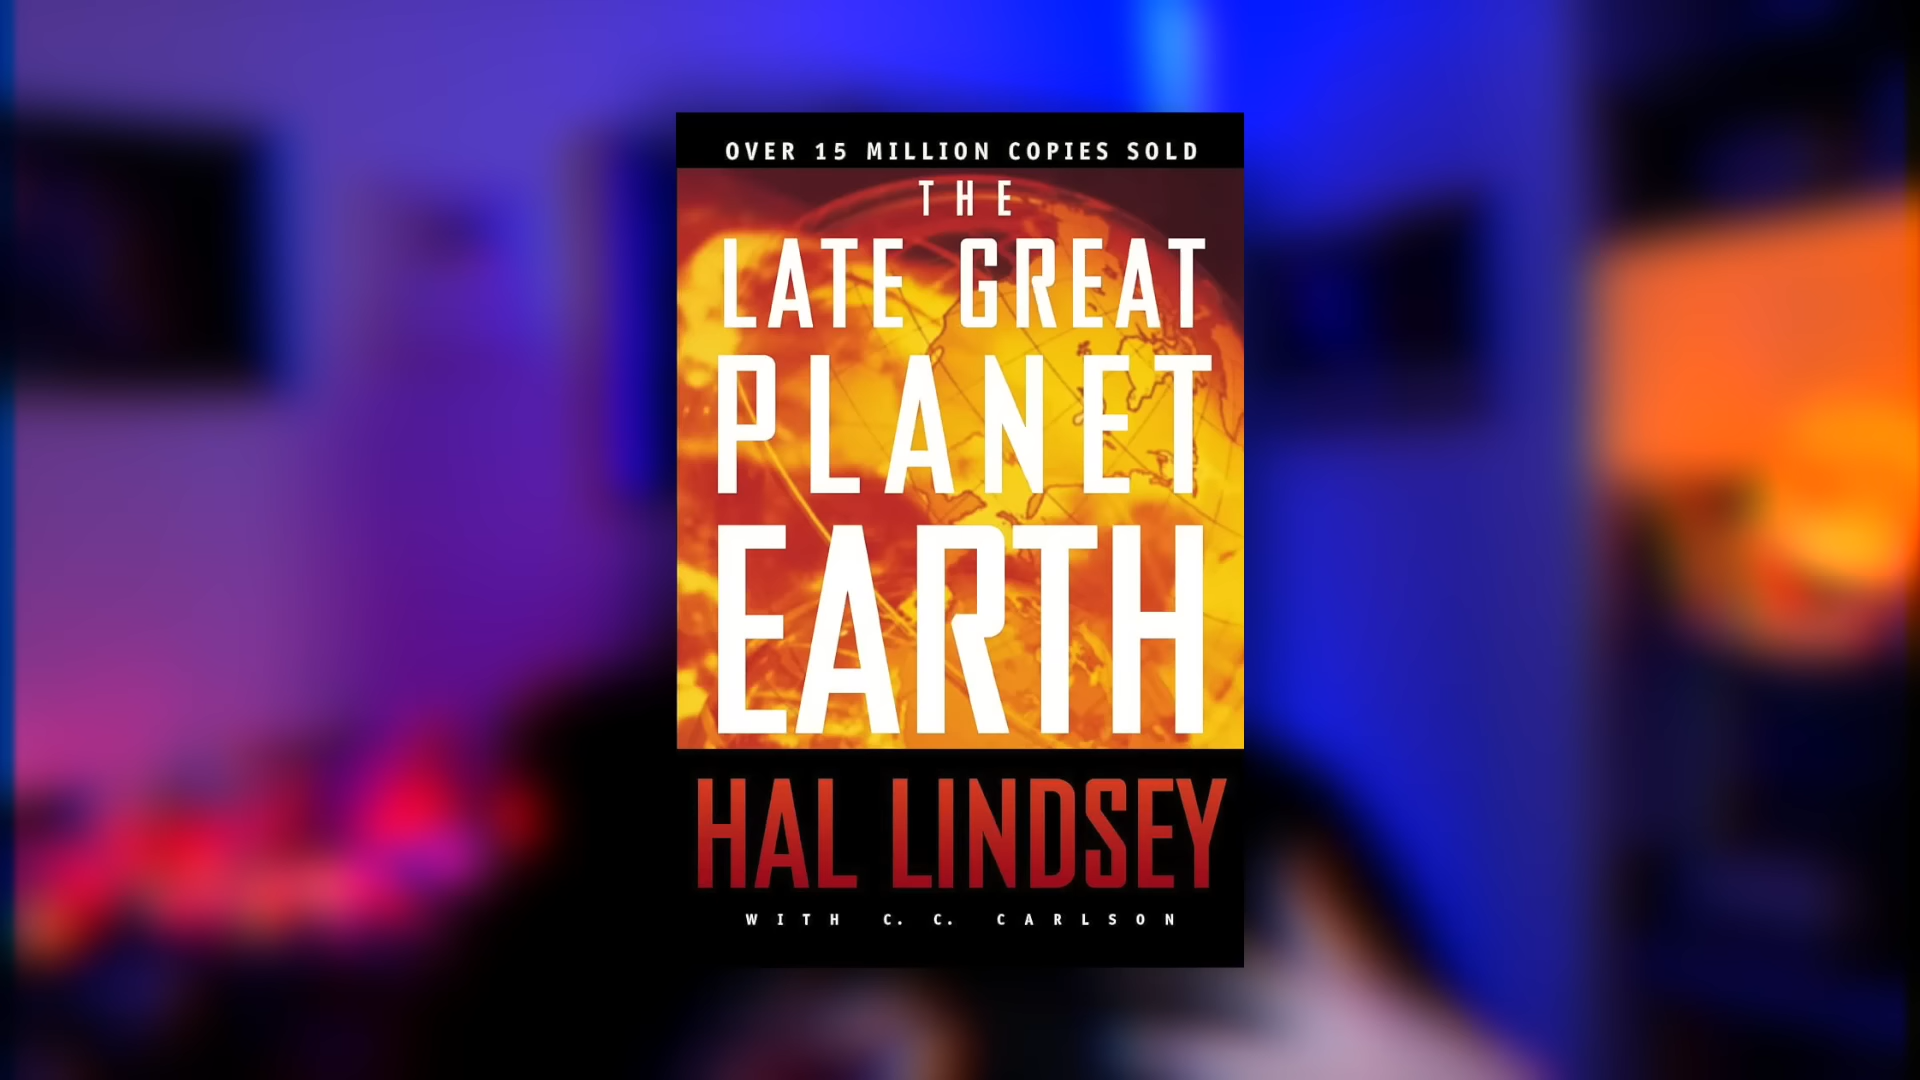 OVER 15 MILLION COPIES SOLD
THE
LATE GREAT
PLANET
EARTH
HAL LINDSEY
WITH C. C. CARLSON